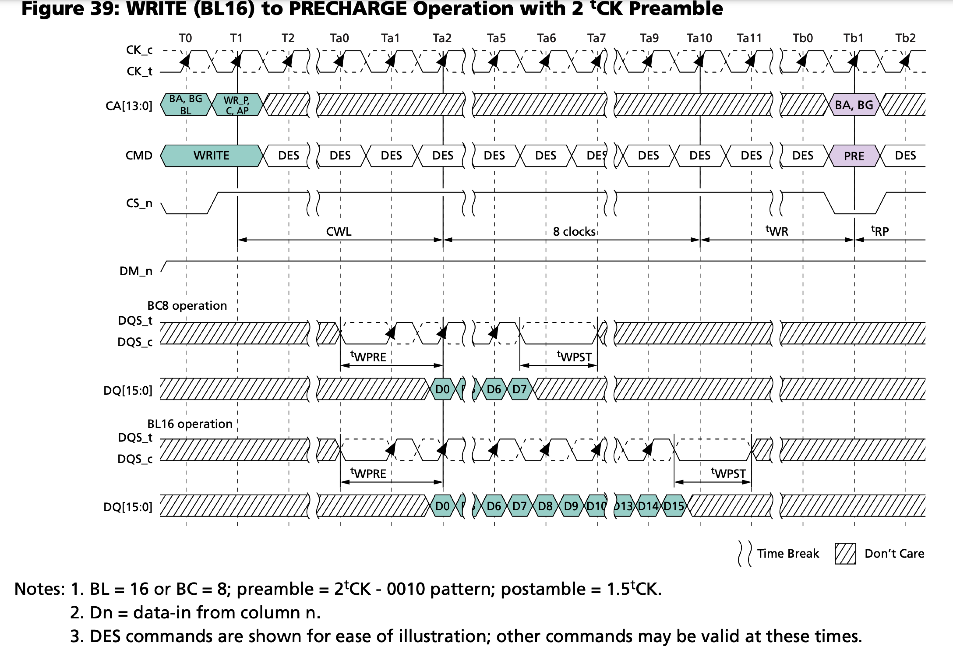 Figure 39: WRITE (BL16) to PRECHARGE Operation with 2 tCK Preamble
T0 T1 T2 Ta0 Ta1 Ta2 Ta5 Ta6 Ta7 Ta9 Ta10 Ta11 Tb0 Tb1 Tb2
CK_c
CK_t
CA[13:0] BA, BG BL WR_P, C, AP BA, BG
CMD WRITE DES DES DES DES DES DES DES DES DES DES DES PRE DES
CS_n
CWL 8 clocks tWR tRP
DM_n
BC8 operation
DQS_t
DQS_c
tWPRE tWPST
DQ[15:0] D0 D6 D7
BL16 operation
DQS_t
DQS_c
tWPRE tWPST
DQ[15:0] D0 D6 D7 D8 D9 D10 D13 D14 D15
Time Break Don't Care
Notes: 1. BL = 16 or BC = 8; preamble = 2tCK - 0010 pattern; postamble = 1.5tCK.
2. Dn = data-in from column n.
3. DES commands are shown for ease of illustration; other commands may be valid at these times.